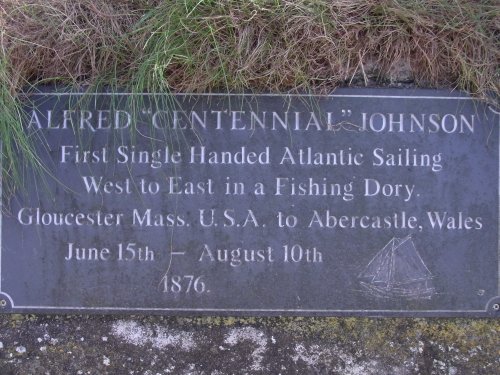 ALFRED "CENTENNIAL" JOHNSON
First Single Handed Atlantic Sailing
West to East in a Fishing Dory.
Gloucester Mass. U.S.A. to Abercastle, Wales
June 15th – August 10th
1876.